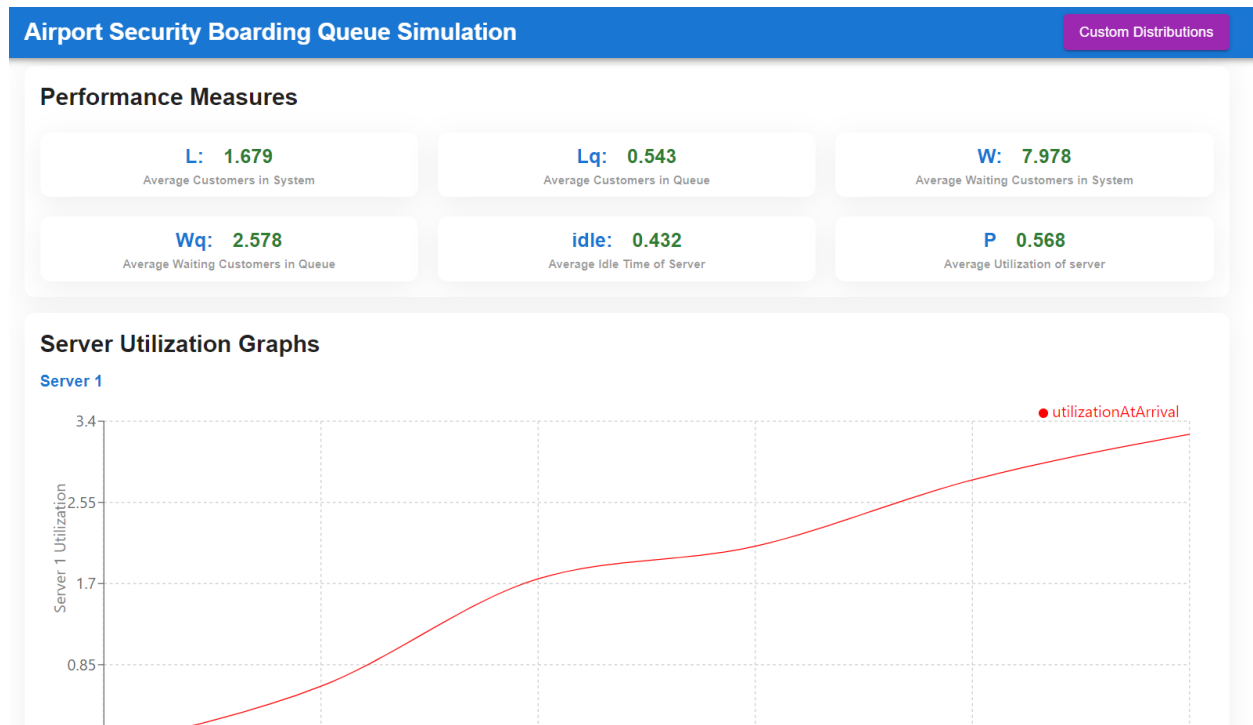 Airport Security Boarding Queue Simulation
Custom Distributions
Performance Measures
L: 1.679
Average Customers in System
Lq: 0.543
Average Customers in Queue
W: 7.978
Average Waiting Customers in System
Wq: 2.578
Average Waiting Customers in Queue
idle: 0.432
Average Idle Time of Server
P 0.568
Average Utilization of server
Server Utilization Graphs
Server 1
utilizationAtArrival
3.4
2.55
1.7
0.85
Server 1 Utilization